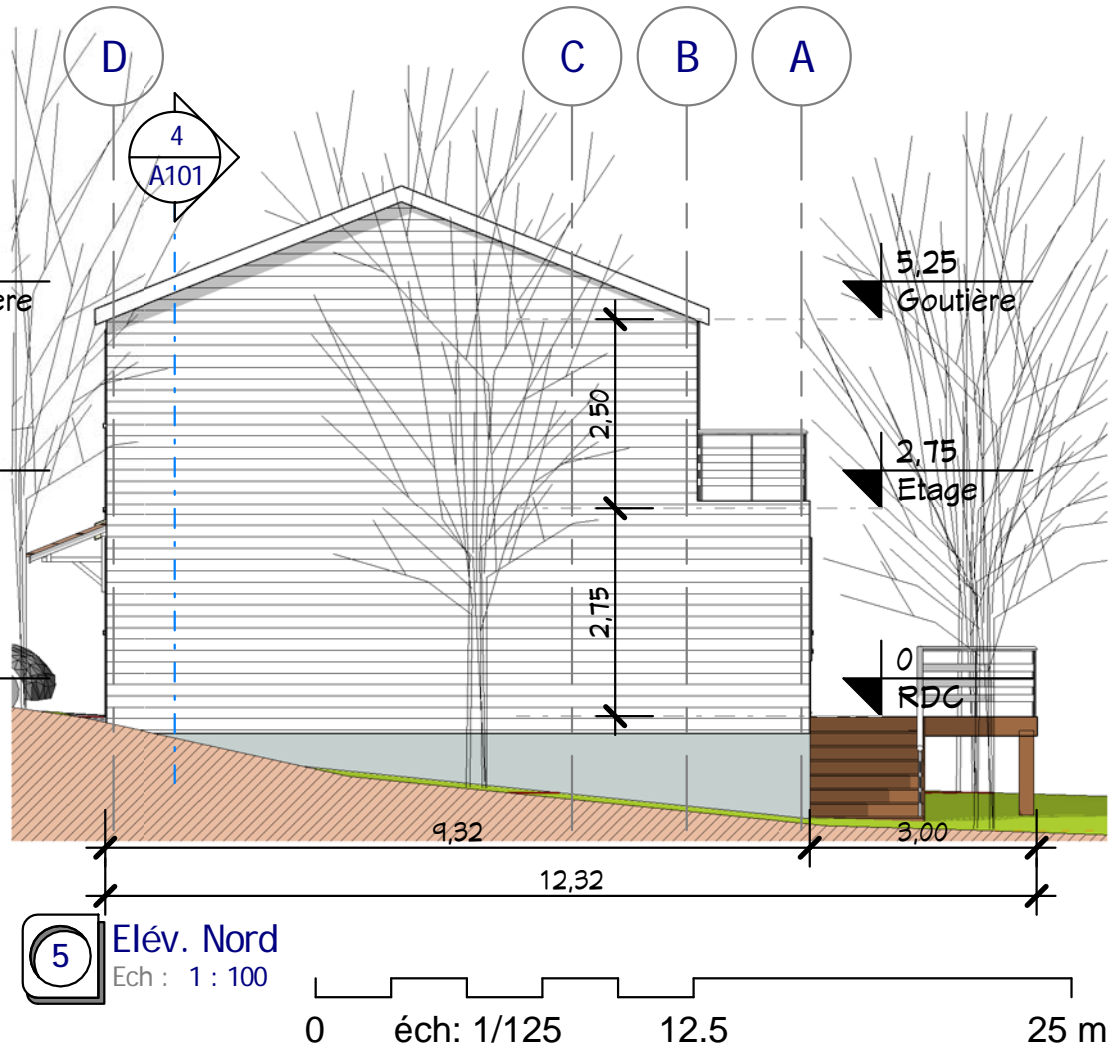 D
C
B
A
4
A101
ère
5,25
Goutière
2,50
2,75
Etage
2,75
0
RDC
9,32
3,00
12,32
5
Elév. Nord
Ech : 1 : 100
0 éch: 1/125 12.5 25 m